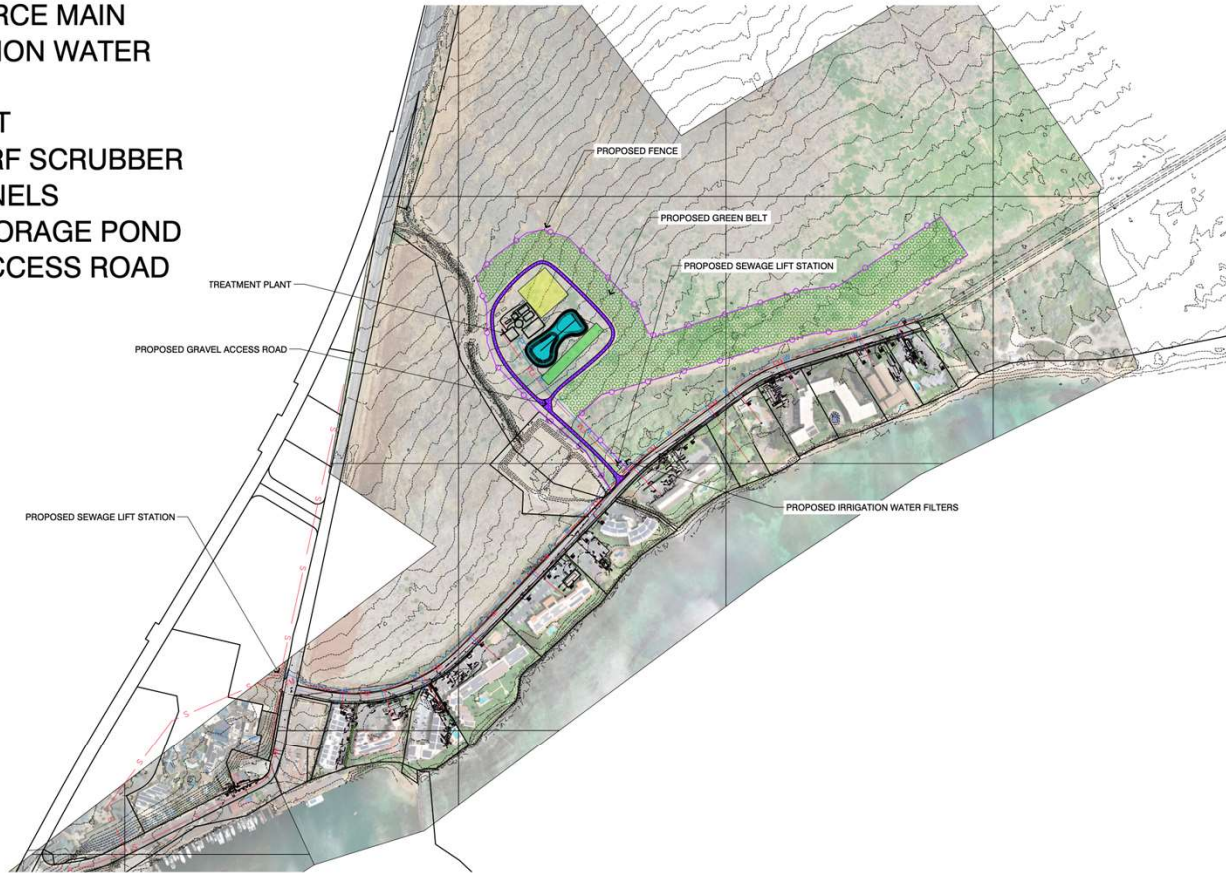 RCE MAIN
ION WATER
T
RF SCRUBBER
NELS
ORAGE POND
CCESS ROAD
PROPOSED FENCE
PROPOSED GREEN BELT
PROPOSED SEWAGE LIFT STATION
TREATMENT PLANT
PROPOSED GRAVEL ACCESS ROAD
PROPOSED SEWAGE LIFT STATION
PROPOSED IRRIGATION WATER FILTERS
S
S
S
S
S
S
S
S
S